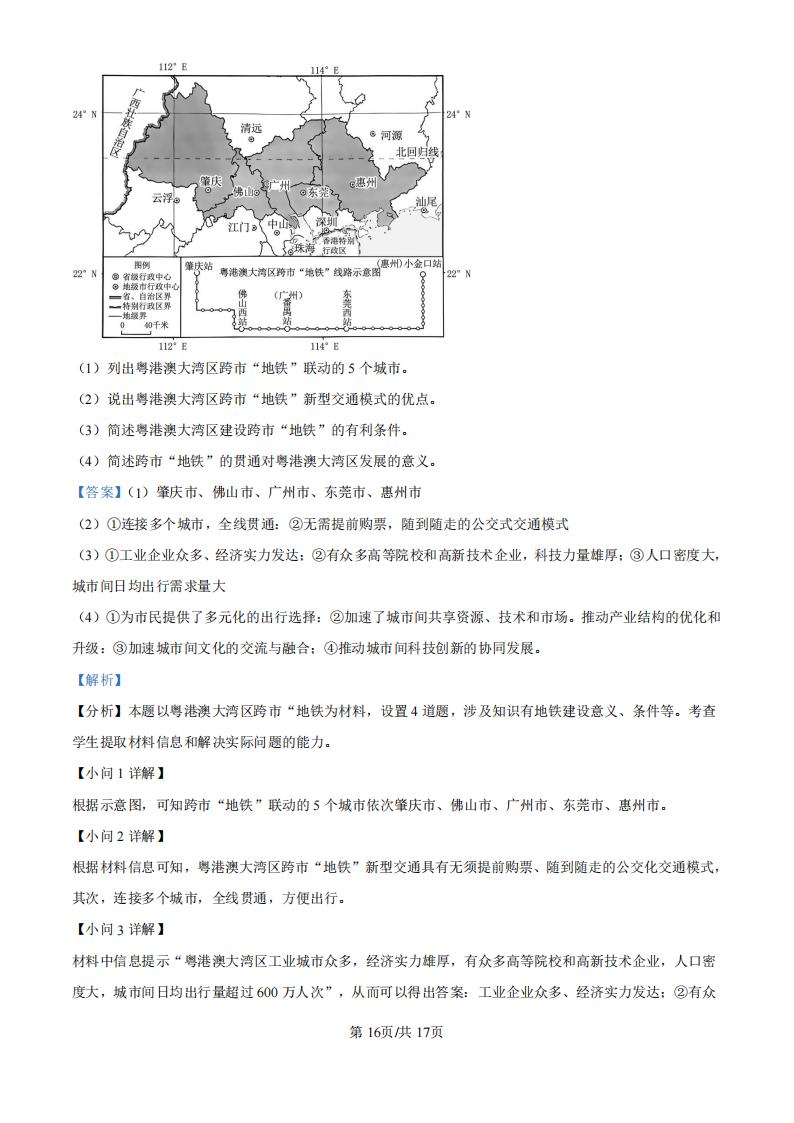 112° E
114° E
24° N
24° N
广西壮族自治区
清远
河源
北回归线
肇庆
佛山
广州
东莞
惠州
云浮
汕尾
江门
中山
深圳
珠海
香港特别
行政区
22° N
22° N
图例
省级行政中心
地级市行政中心
省、自治区界
特别行政区界
地级界
0 40千米
肇庆站
(惠州)小金口站
粤港澳大湾区跨市“地铁”线路示意图
佛山西站
(广州)
番禺站
东莞西站
112° E
114° E
(1)列出粤港澳大湾区跨市“地铁”联动的 5 个城市。
(2)说出粤港澳大湾区跨市“地铁”新型交通模式的优点。
(3)简述粤港澳大湾区建设跨市“地铁”的有利条件。
(4)简述跨市“地铁”的贯通对粤港澳大湾区发展的意义。
【答案】(1)肇庆市、佛山市、广州市、东莞市、惠州市
(2)①连接多个城市，全线贯通：②无需提前购票，随到随走的公交式交通模式
(3)①工业企业众多、经济实力发达；②有众多高等院校和高新技术企业，科技力量雄厚；③人口密度大，
城市间日均出行需求量大
(4)①为市民提供了多元化的出行选择：②加速了城市间共享资源、技术和市场。推动产业结构的优化和
升级：③加速城市间文化的交流与融合；④推动城市间科技创新的协同发展。
【解析】
【分析】本题以粤港澳大湾区跨市“地铁为材料，设置 4 道题，涉及知识有地铁建设意义、条件等。考查
学生提取材料信息和解决实际问题的能力。
【小问 1 详解】
根据示意图，可知跨市“地铁”联动的 5 个城市依次肇庆市、佛山市、广州市、东莞市、惠州市。
【小问 2 详解】
根据材料信息可知，粤港澳大湾区跨市“地铁”新型交通具有无须提前购票、随到随走的公交化交通模式，
其次，连接多个城市，全线贯通，方便出行。
【小问 3 详解】
材料中信息提示“粤港澳大湾区工业城市众多，经济实力雄厚，有众多高等院校和高新技术企业，人口密
度大，城市间日均出行量超过 600 万人次”，从而可以得出答案：工业企业众多、经济实力发达；②有众
第 16页/共 17页